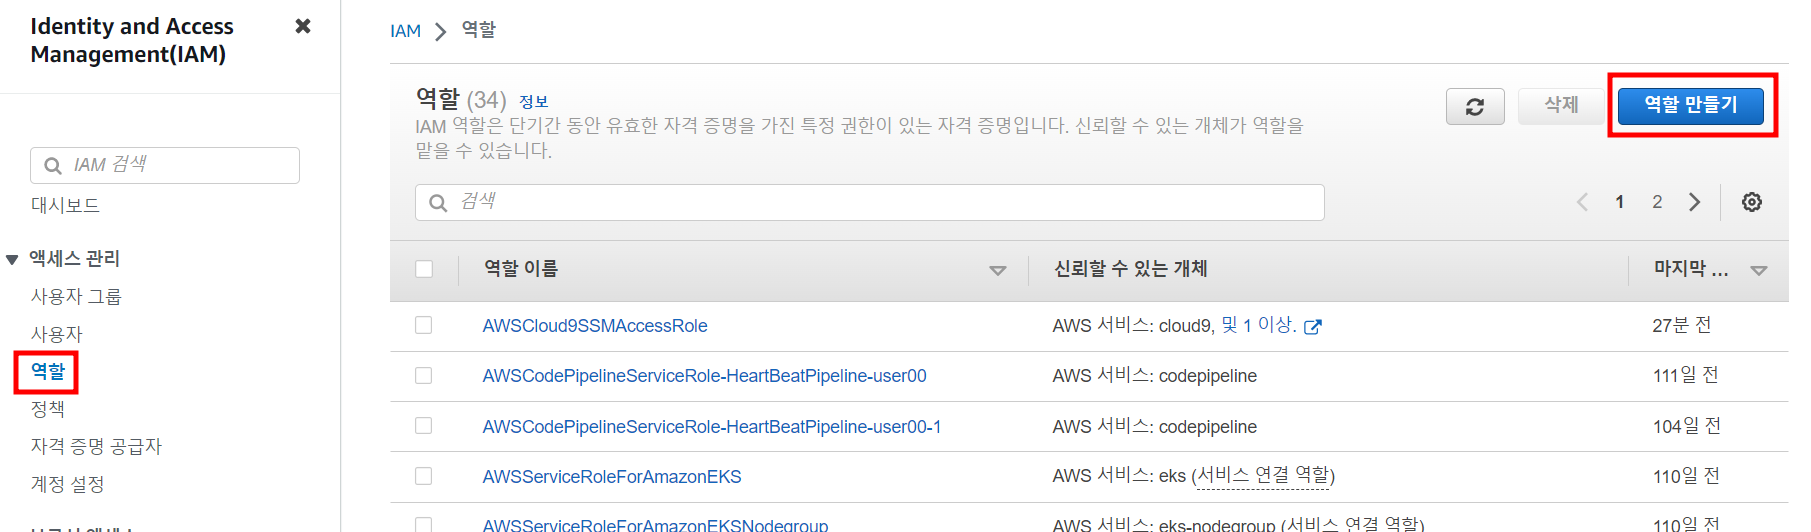 Identity and Access
Management(IAM)
IAM 검색
대시보드
액세스 관리
사용자 그룹
사용자
역할
정책
자격 증명 공급자
계정 설정
IAM > 역할
역할 (34) 정보
IAM 역할은 단기간 동안 유효한 자격 증명을 가진 특정 권한이 있는 자격 증명입니다. 신뢰할 수 있는 개체가 역할을
맡을 수 있습니다.
삭제
역할 만들기
검색
1 2
역할 이름 신뢰할 수 있는 개체 마지막 ...
AWSCloud9SSMAccessRole AWS 서비스: cloud9, 및 1 이상. 27분 전
AWSCodePipelineServiceRole-HeartBeatPipeline-user00 AWS 서비스: codepipeline 111일 전
AWSCodePipelineServiceRole-HeartBeatPipeline-user00-1 AWS 서비스: codepipeline 104일 전
AWSServiceRoleForAmazonEKS AWS 서비스: eks (서비스 연결 역할) 110일 전
AWSServiceRoleForAmazonEKSNodegroup AWS 서비스: eks-nodegroup (서비스 연결 역할) 110일 전